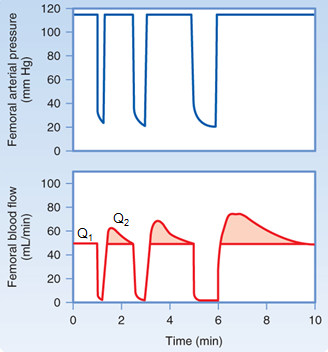 Femoral arterial pressure
(mm Hg)
120
100
80
60
40
20
0
Femoral blood flow
(mL/min)
100
80
60
40
20
0
Q1
Q2
0
2
4
6
8
10
Time (min)